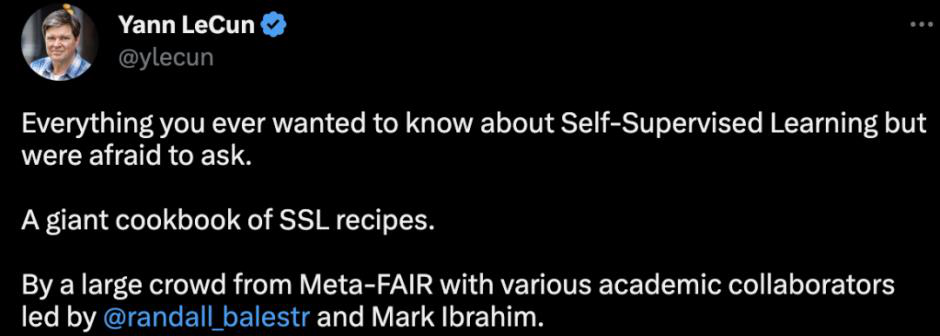 Yann LeCun
@ylecun
Everything you ever wanted to know about Self-Supervised Learning but
were afraid to ask.
A giant cookbook of SSL recipes.
By a large crowd from Meta-FAIR with various academic collaborators
led by @randall_balestr and Mark Ibrahim.